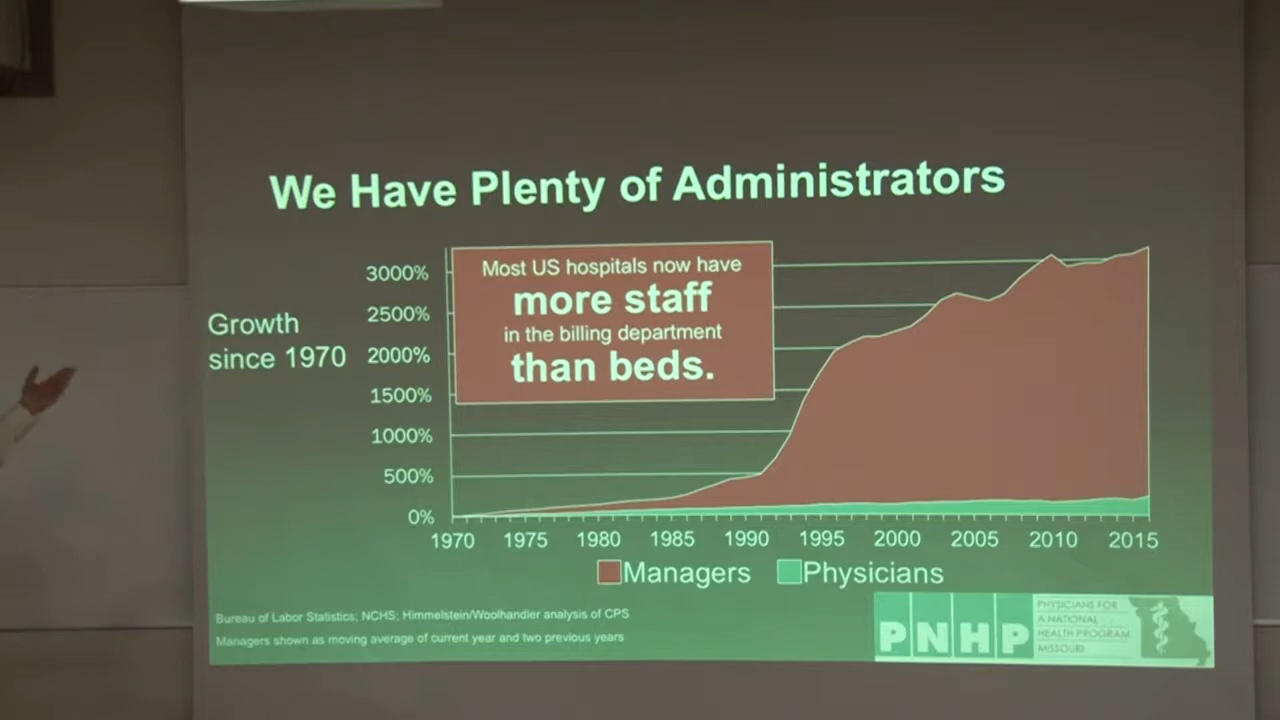 We Have Plenty of Administrators
Growth
since 1970
3000%
2500%
2000%
1500%
1000%
500%
0%
Most US hospitals now have
more staff
in the billing department
than beds.
1970 1975 1980 1985 1990 1995 2000 2005 2010 2015
Managers Physicians
Bureau of Labor Statistics; NCHS; Himmelstein/Woolhandler analysis of CPS
Managers shown as moving average of current year and two previous years
PNHP
PHYSICIANS FOR
A NATIONAL
HEALTH PROGRAM
MISSOURI